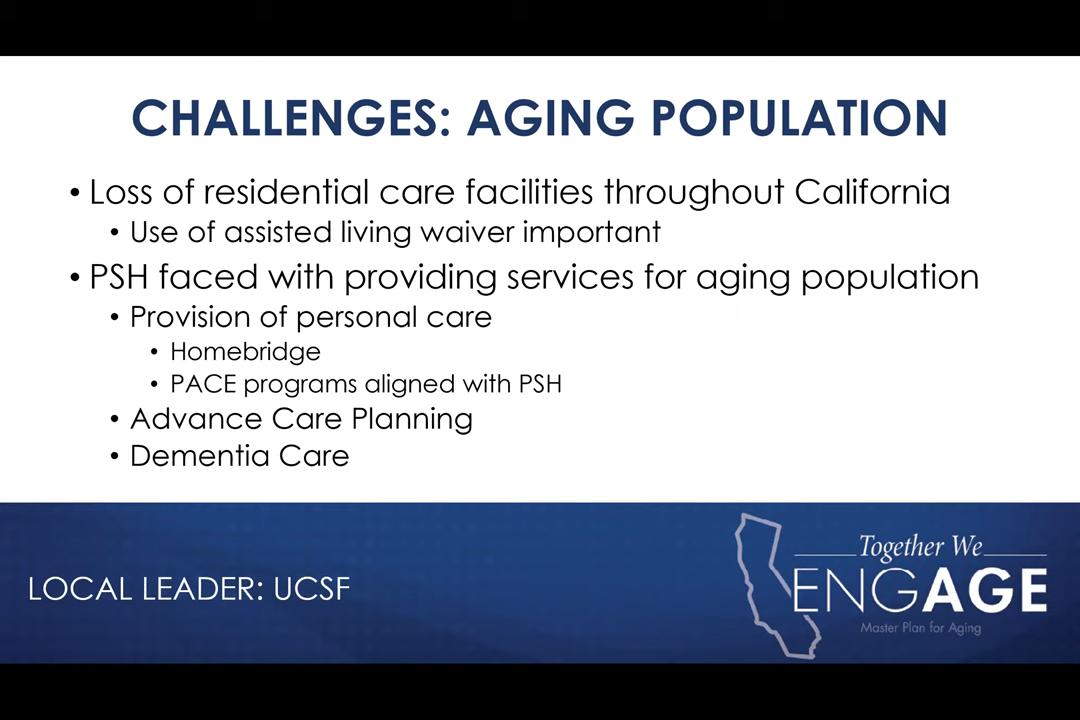 CHALLENGES: AGING POPULATION
• Loss of residential care facilities throughout California
• Use of assisted living waiver important
• PSH faced with providing services for aging population
• Provision of personal care
• Homebridge
• PACE programs aligned with PSH
• Advance Care Planning
• Dementia Care
LOCAL LEADER: UCSF
Together We
ENGAGE
Master Plan for Aging